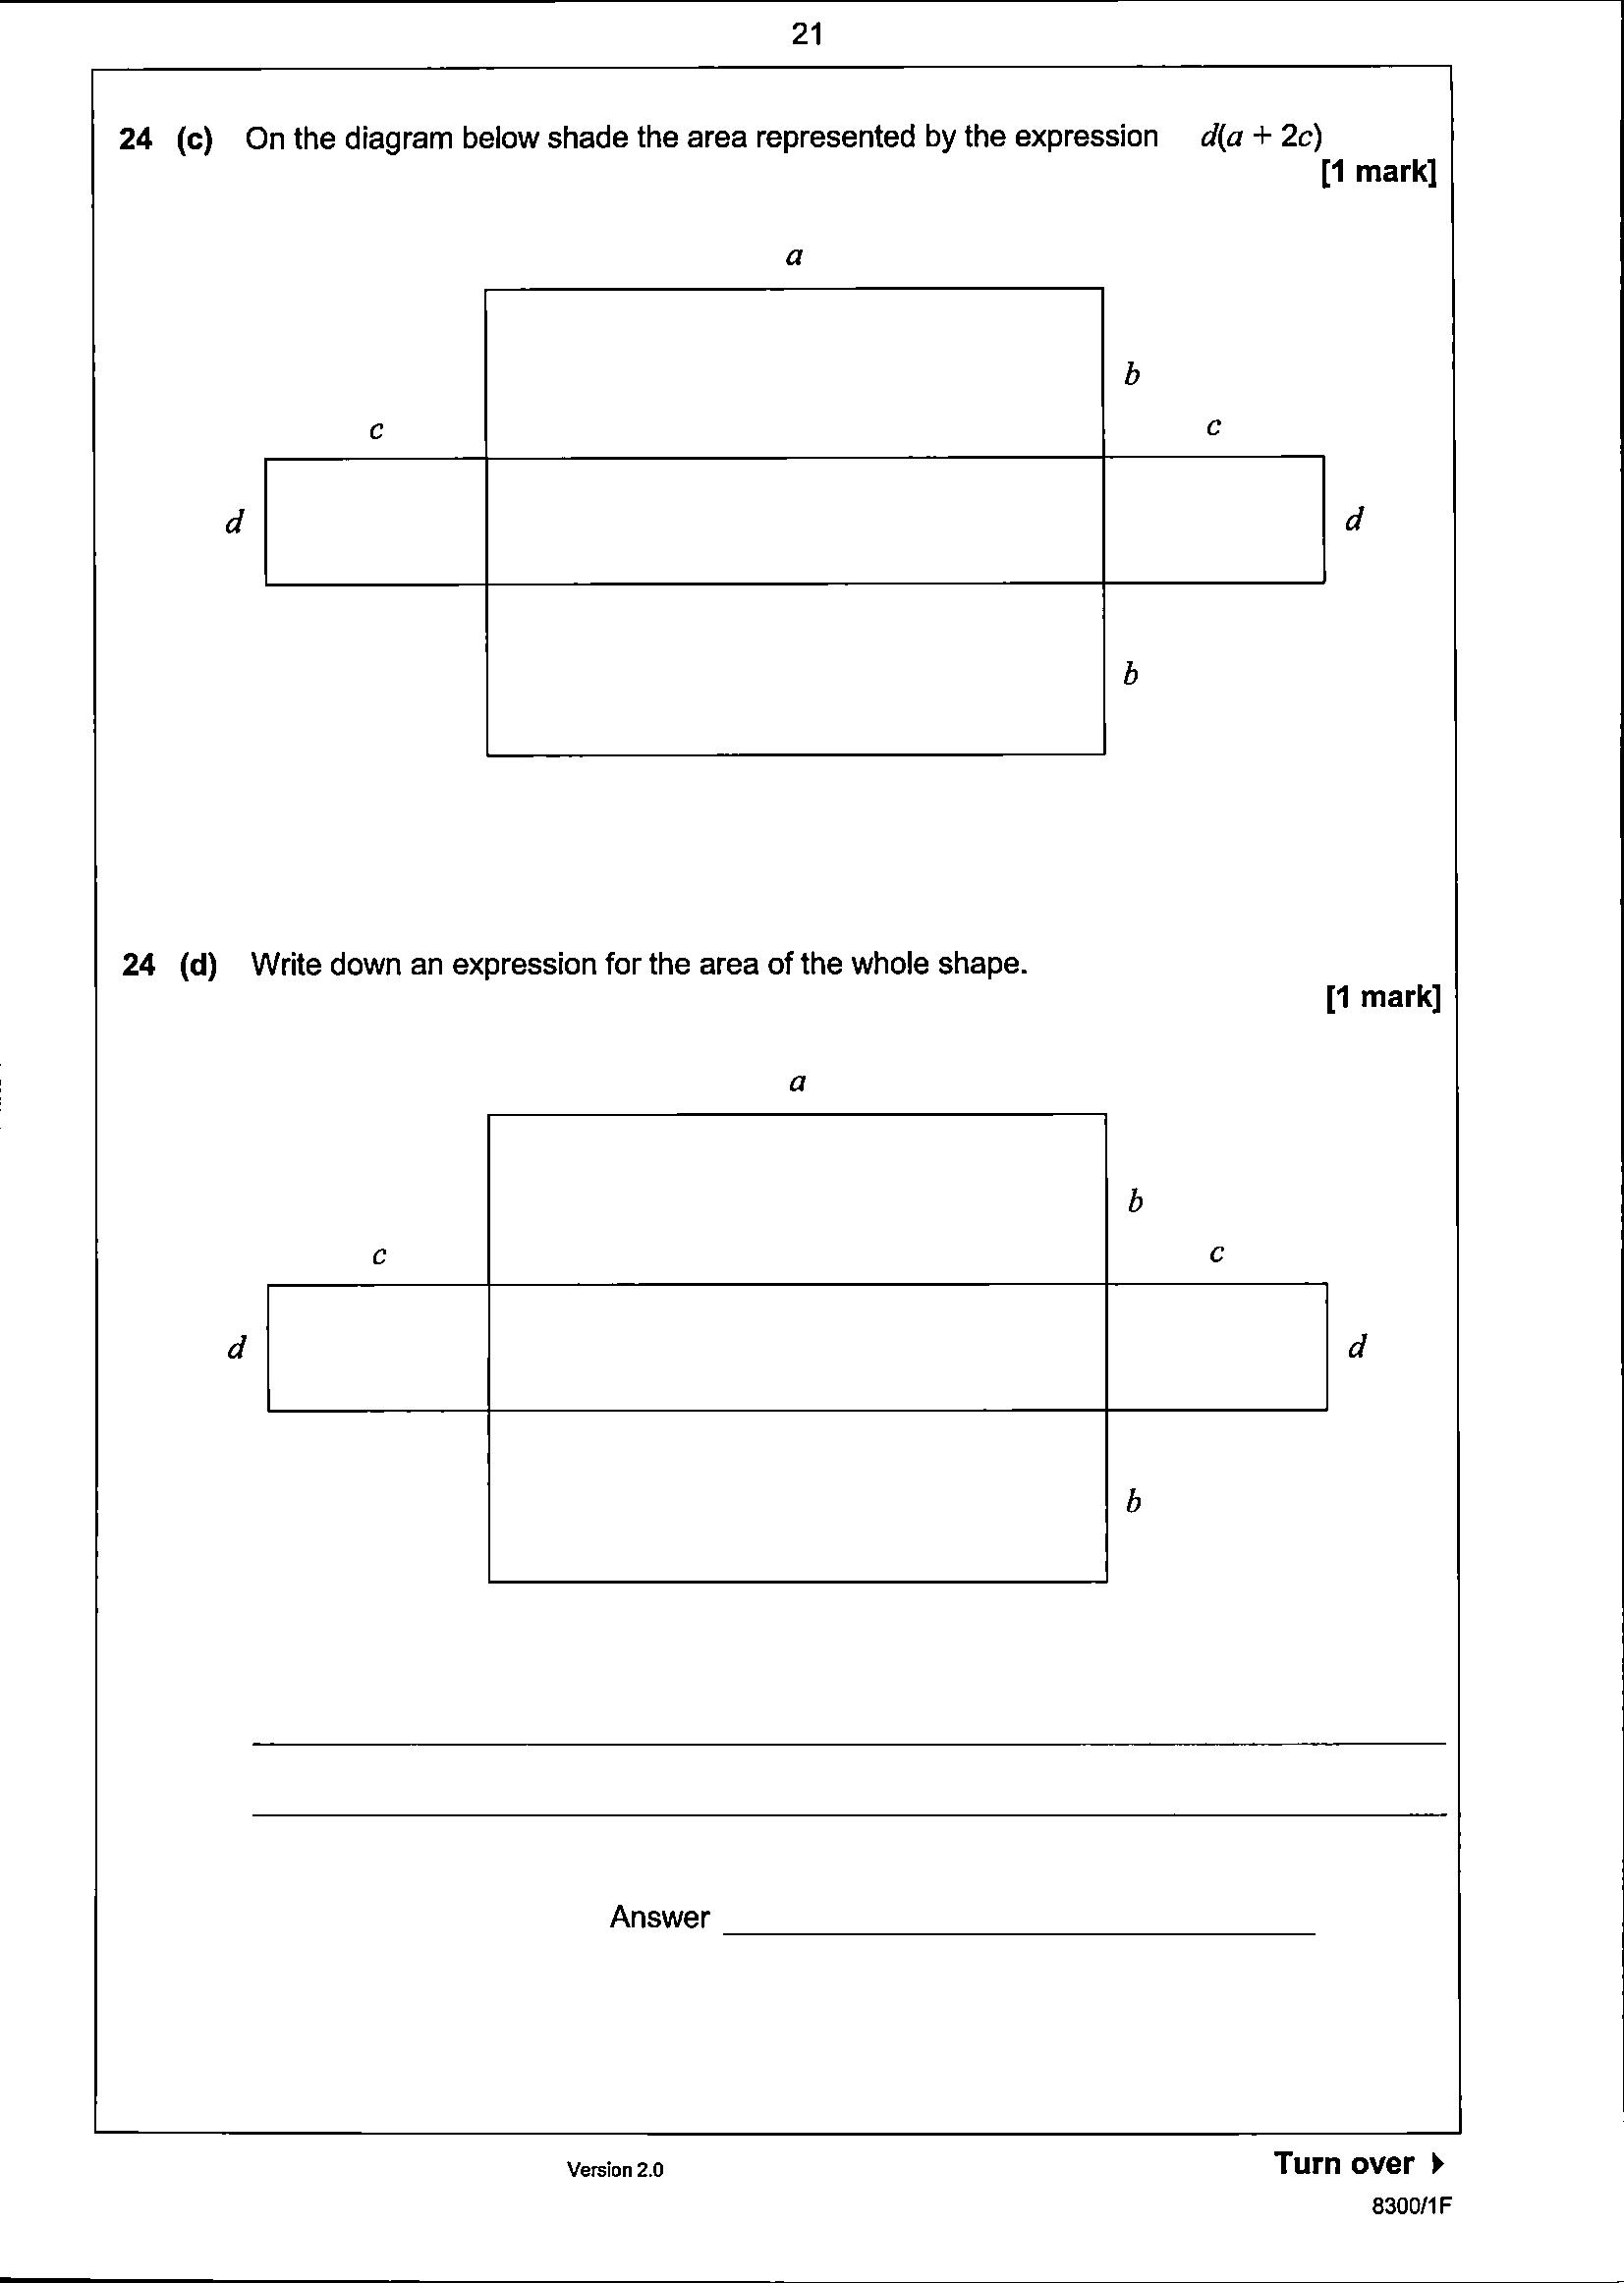 21
24 (c) On the diagram below shade the area represented by the expression d(a + 2c)
[1 mark]
a
b
c c
d d
b
24 (d) Write down an expression for the area of the whole shape.
[1 mark]
a
b
c c
d d
b
Answer
Version 2.0
Turn over
8300/1F